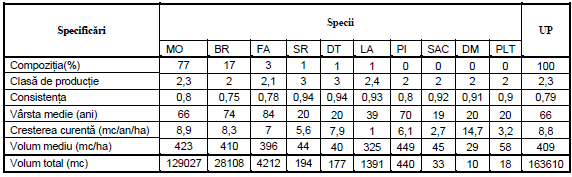 Specificări Specii UP
MO BR FA SR DT LA PI SAC DM PLT
Compoziția(%) 77 17 3 1 1 1 0 0 0 0 100
Clasă de producție 2,3 2 2,1 3 3 2,4 2 2 2 2 2,3
Consistența 0,8 0,75 0,78 0,94 0,94 0,93 0,8 0,92 0,91 0,9 0,79
Vârsta medie (ani) 66 74 84 20 20 39 70 19 20 20 66
Cresterea curentă (mc/an/ha) 8,9 8,3 7 5,6 7,9 1 6,1 2,7 14,7 3,2 8,8
Volum mediu (mc/ha) 423 410 396 44 40 325 449 45 29 58 409
Volum total (mc) 129027 28108 4212 194 177 1391 440 33 10 18 163610